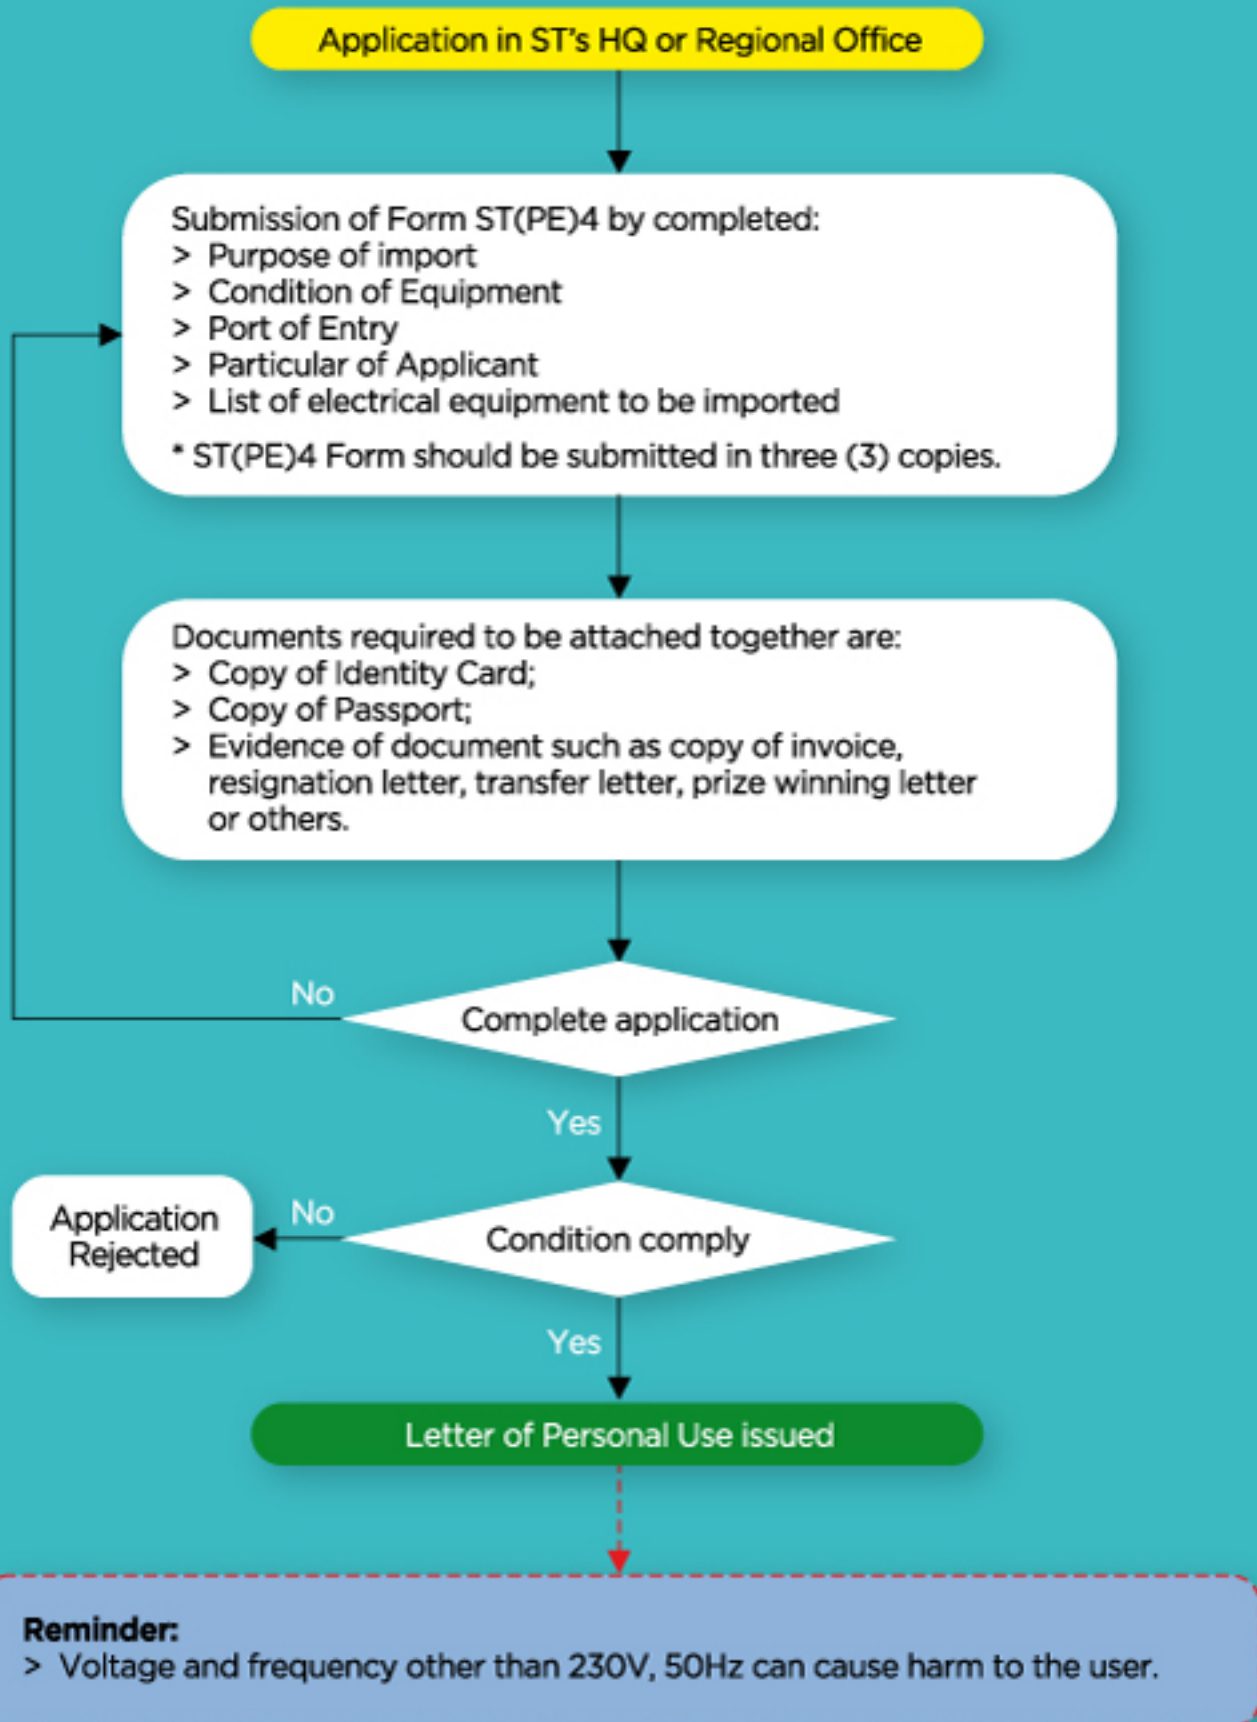 Application in ST's HQ or Regional Office
Submission of Form ST(PE)4 by completed:
> Purpose of import
> Condition of Equipment
> Port of Entry
> Particular of Applicant
> List of electrical equipment to be imported
* ST(PE)4 Form should be submitted in three (3) copies.
Documents required to be attached together are:
> Copy of Identity Card;
> Copy of Passport;
> Evidence of document such as copy of invoice,
resignation letter, transfer letter, prize winning letter
or others.
No
Complete application
Yes
Application
Rejected
No
Condition comply
Yes
Letter of Personal Use issued
Reminder:
> Voltage and frequency other than 230V, 50Hz can cause harm to the user.